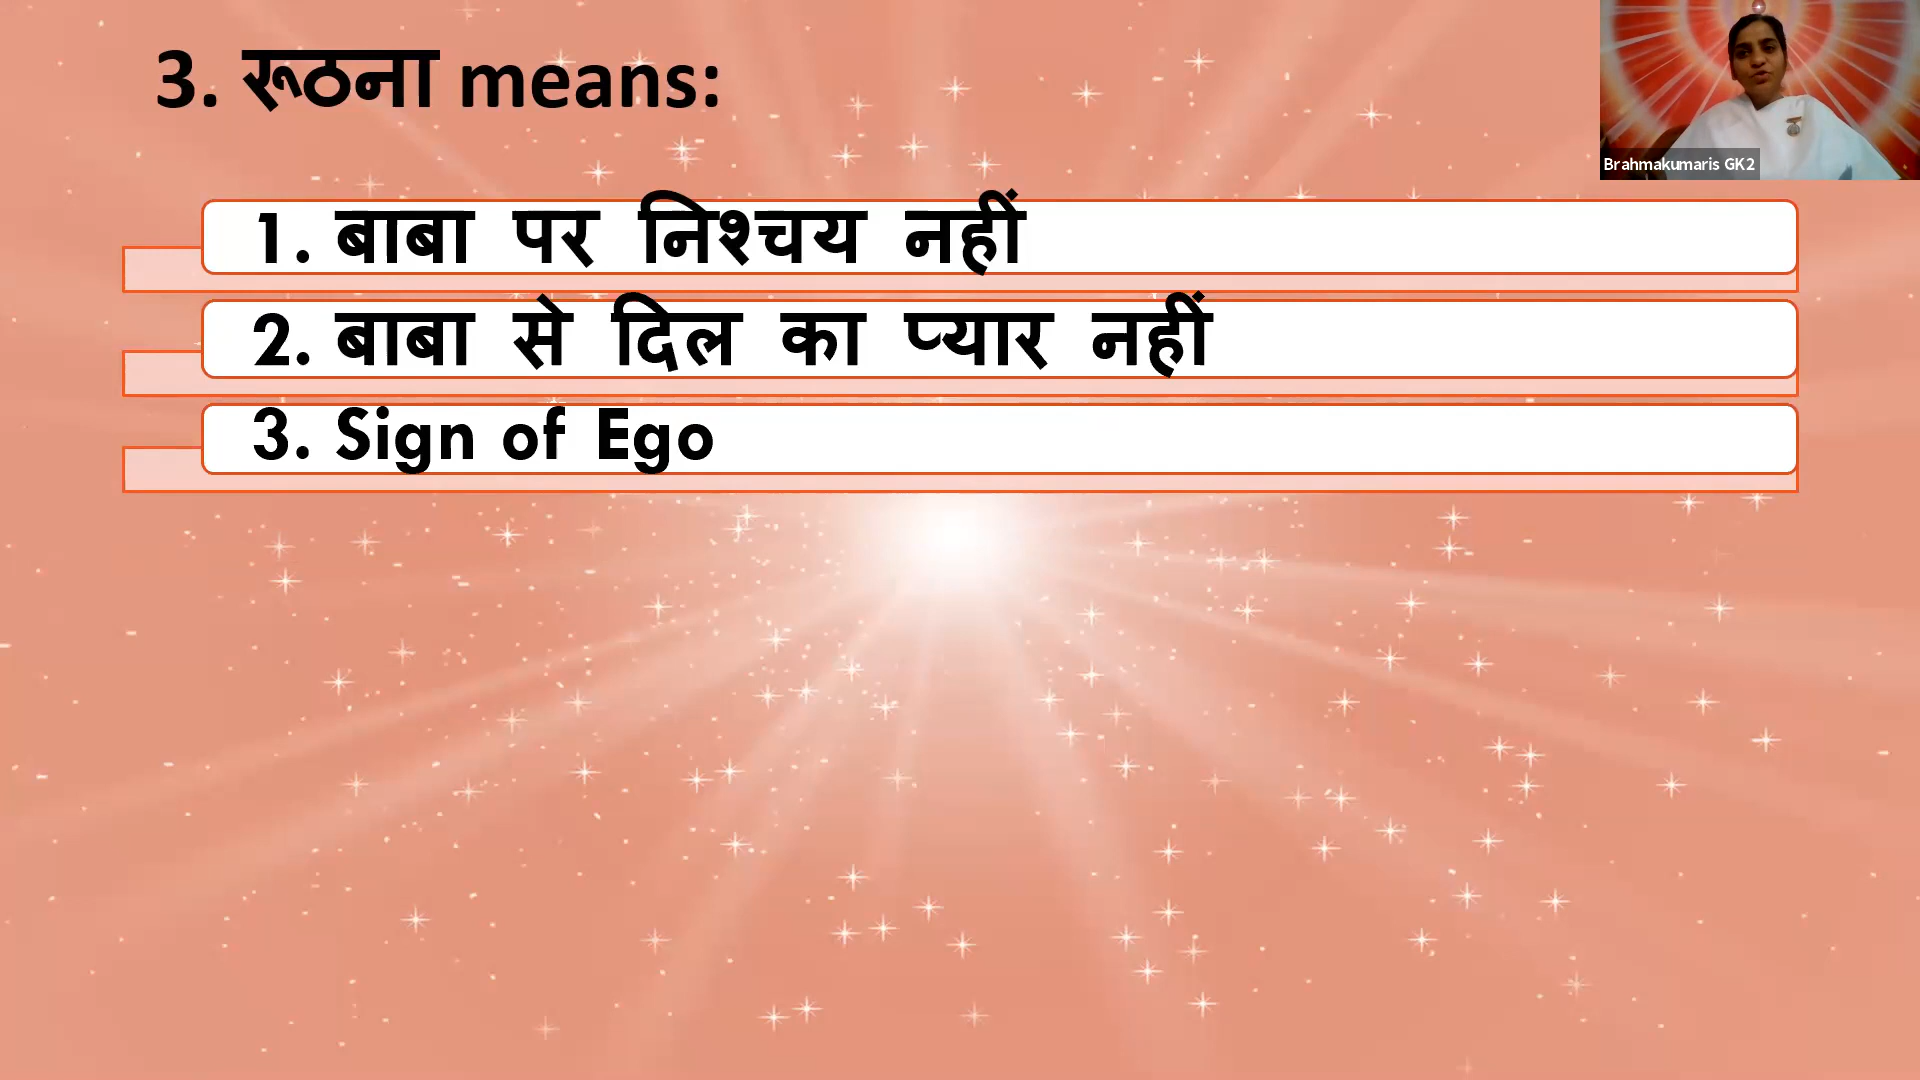 3. रूठना means:
Brahmakumaris GK2
1. बाबा पर निश्चय नहीं
2. बाबा से दिल का प्यार नहीं
3. Sign of Ego